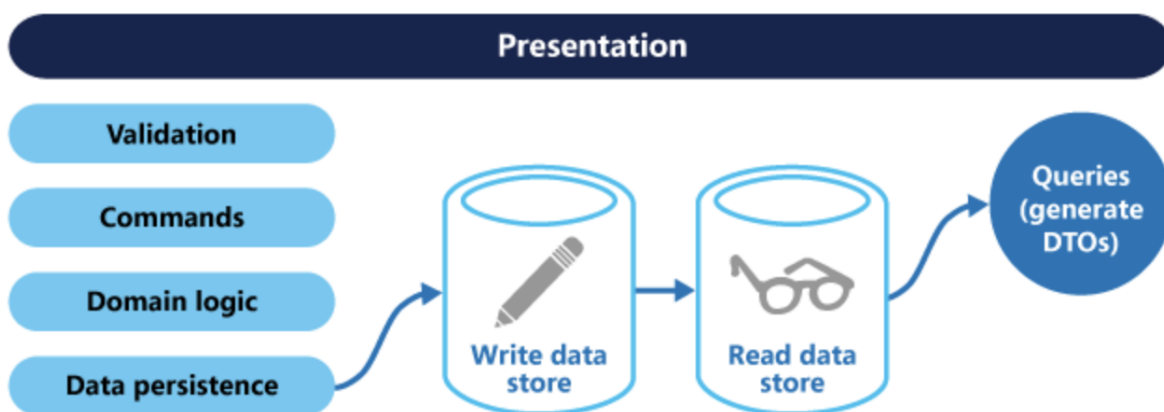 Presentation
Validation
Commands
Domain logic
Data persistence
Write data
store
Read data
store
Queries
(generate
DTOs)